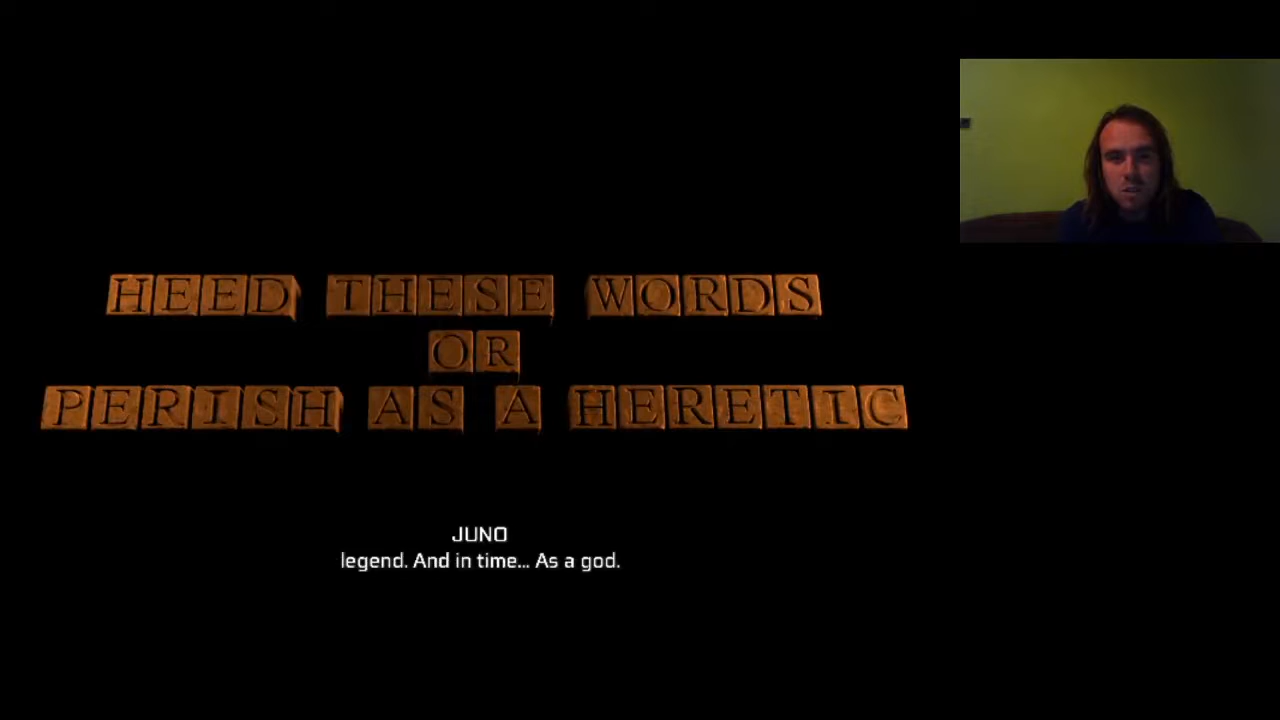 HEED THESE WORDS
OR
PERISH AS A HERETIC
JUNO
legend. And in time... As a god.